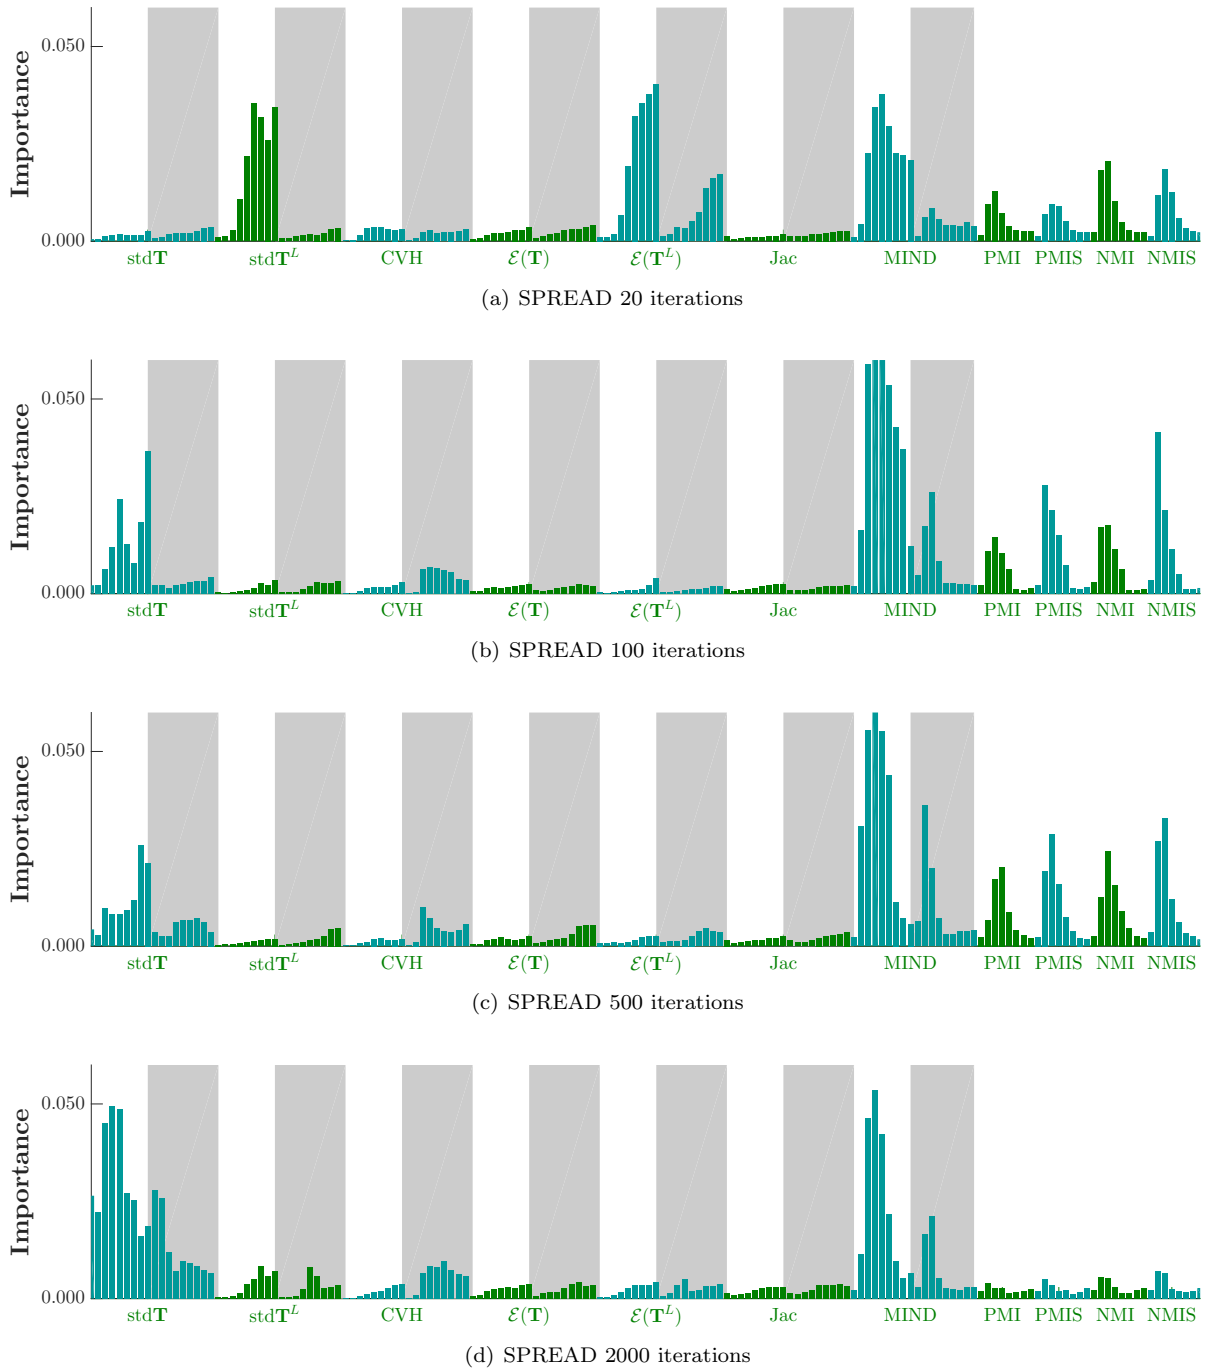 Importance
0.050
0.000
stdT stdT^L CVH ℰ(T) ℰ(T^L) Jac MIND PMI PMIS NMI NMIS
(a) SPREAD 20 iterations
Importance
0.050
0.000
stdT stdT^L CVH ℰ(T) ℰ(T^L) Jac MIND PMI PMIS NMI NMIS
(b) SPREAD 100 iterations
Importance
0.050
0.000
stdT stdT^L CVH ℰ(T) ℰ(T^L) Jac MIND PMI PMIS NMI NMIS
(c) SPREAD 500 iterations
Importance
0.050
0.000
stdT stdT^L CVH ℰ(T) ℰ(T^L) Jac MIND PMI PMIS NMI NMIS
(d) SPREAD 2000 iterations